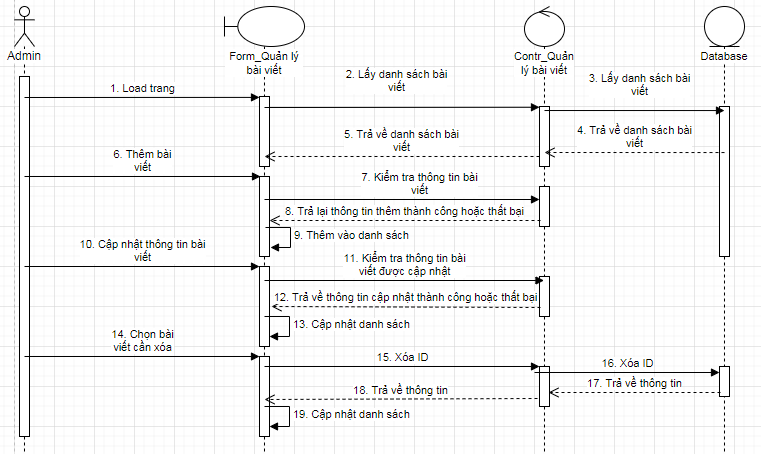 Admin
Form_Quản lý
bài viết
Contr_Quản
lý bài viết
Database
1. Load trang
2. Lấy danh sách bài
viết
3. Lấy danh sách bài
viết
4. Trả về danh sách bài
viết
5. Trả về danh sách bài
viết
6. Thêm bài
viết
7. Kiểm tra thông tin bài
viết
8. Trả lại thông tin thêm thành công hoặc thất bại
9. Thêm vào danh sách
10. Cập nhật thông tin bài
viết
11. Kiểm tra thông tin bài
viết được cập nhật
12. Trả về thông tin cập nhật thành công hoặc thất bại
13. Cập nhật danh sách
14. Chọn bài
viết cần xóa
15. Xóa ID
16. Xóa ID
17. Trả về thông tin
18. Trả về thông tin
19. Cập nhật danh sách